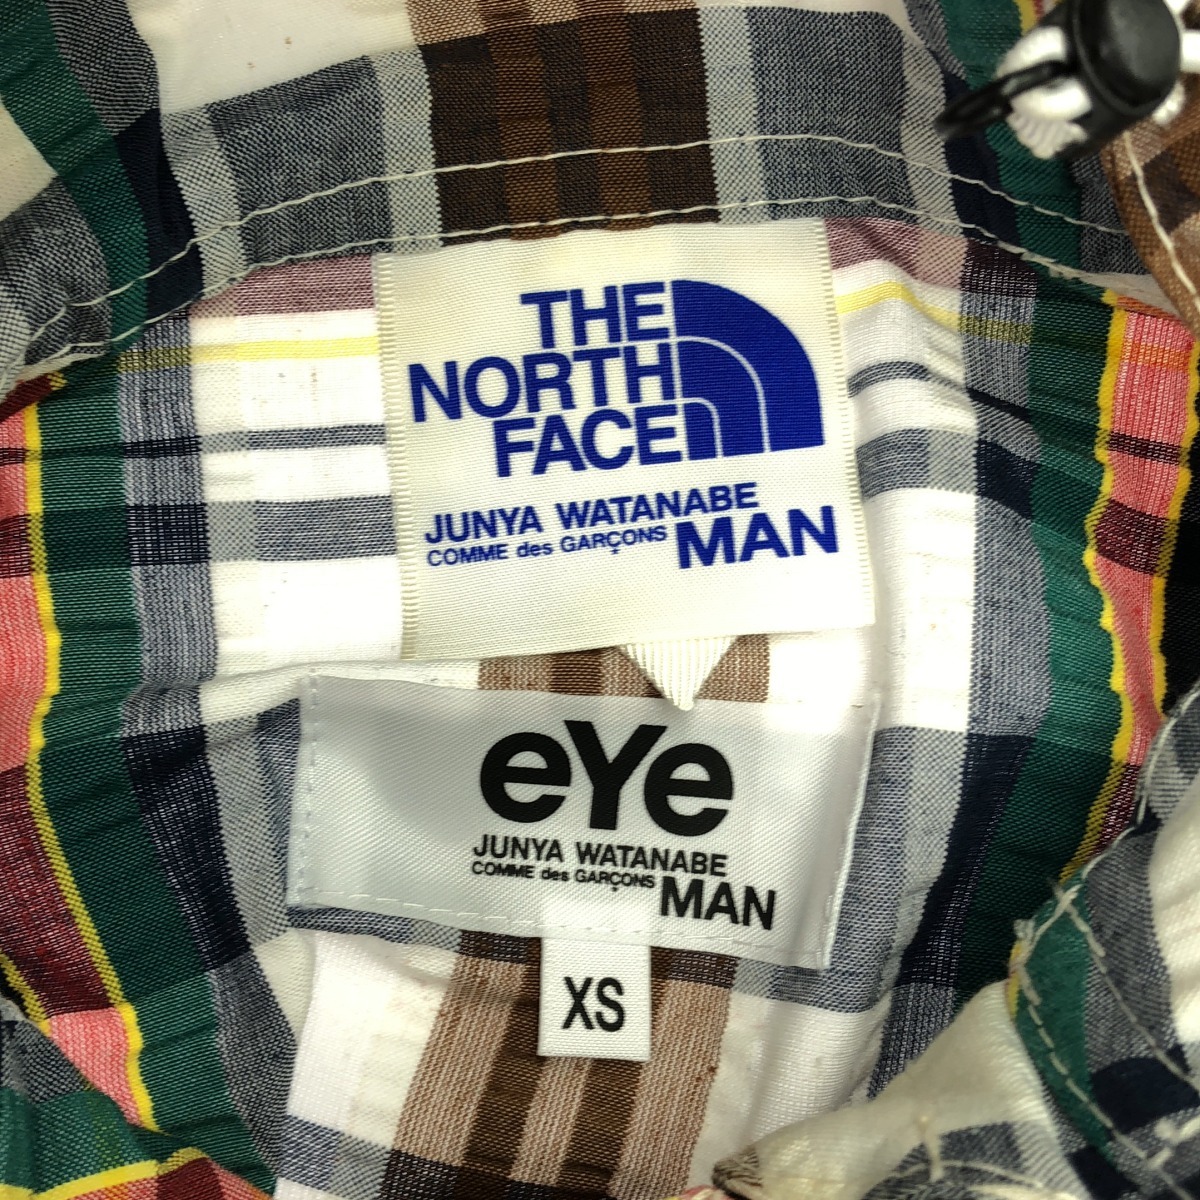 THE
NORTH
FACE
JUNYA WATANABE
COMME des GARÇONS MAN
eYe
JUNYA WATANABE
COMME des GARÇONS MAN
XS